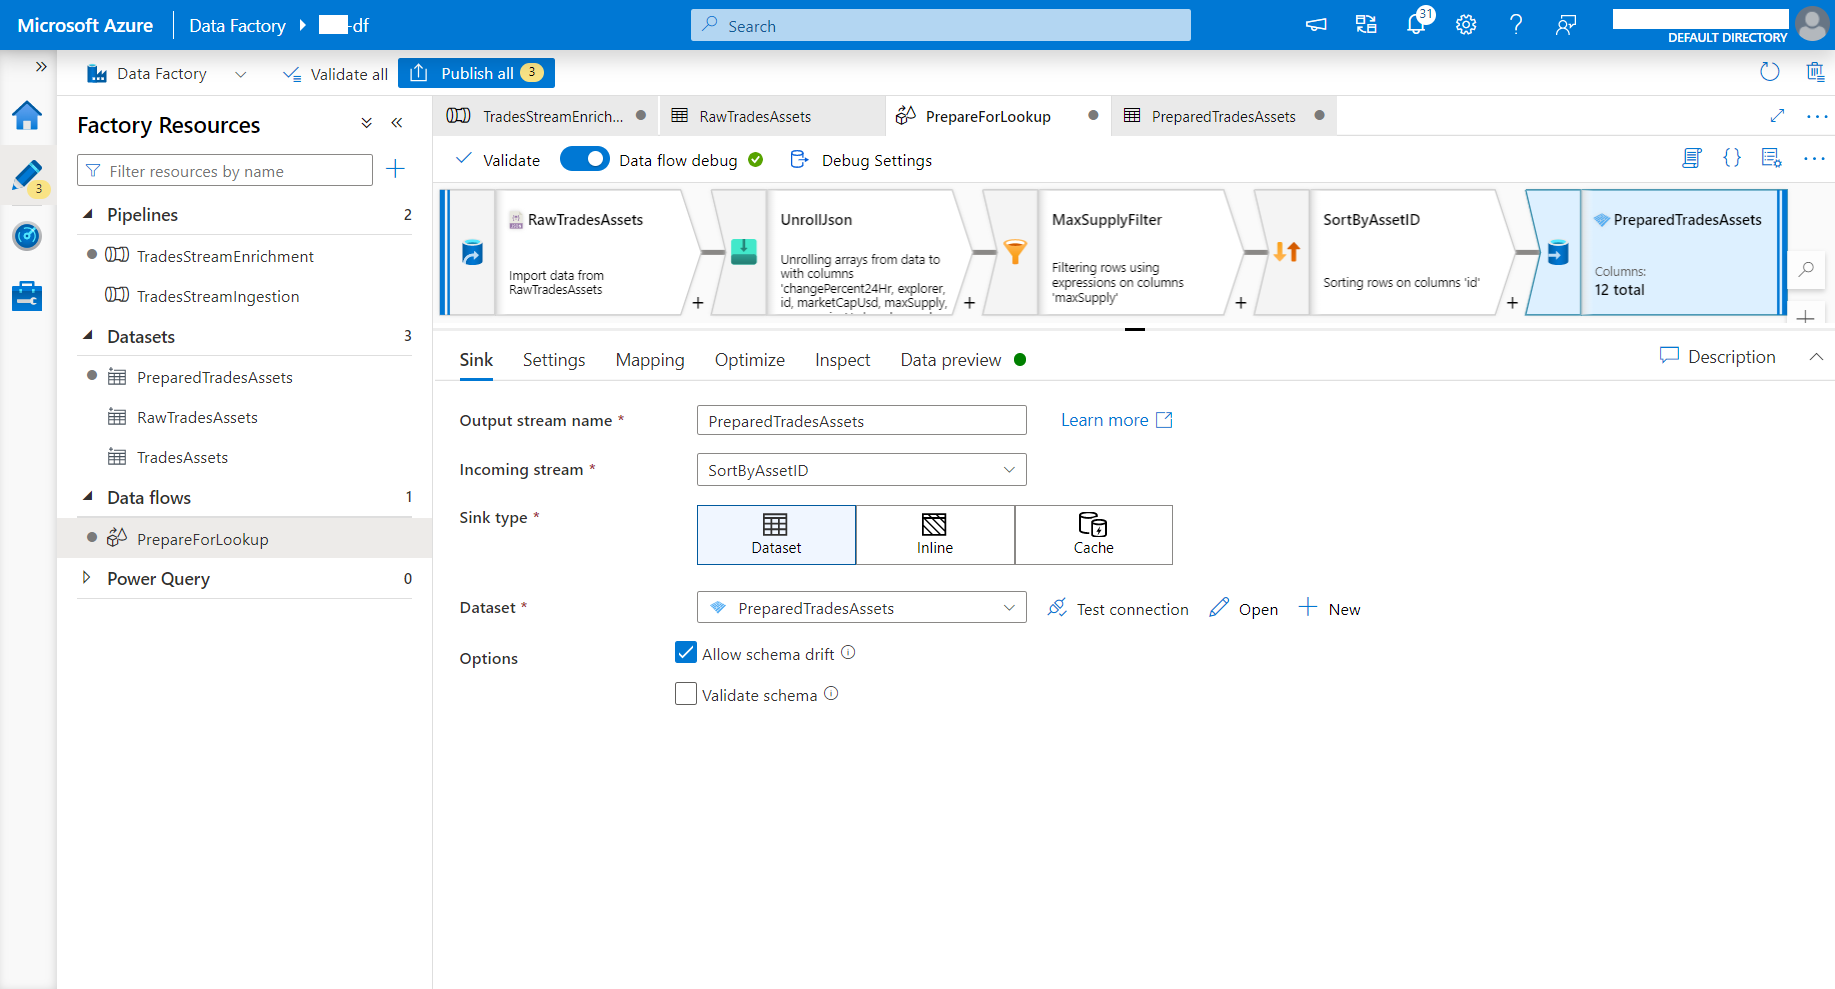 Microsoft Azure
Data Factory
-df
Search
31
DEFAULT DIRECTORY
Data Factory
Validate all
Publish all 3
Factory Resources
Filter resources by name
3
Pipelines 2
TradesStreamEnrichment
TradesStreamIngestion
Datasets 3
PreparedTradesAssets
RawTradesAssets
TradesAssets
Data flows 1
PrepareForLookup
Power Query 0
TradesStreamEnrich...
RawTradesAssets
PrepareForLookup
PreparedTradesAssets
Validate
Data flow debug
Debug Settings
RawTradesAssets
Import data from
RawTradesAssets
UnrollJson
Unrolling arrays from data to
with columns
'changePercent24Hr, explorer,
id, marketCapUsd, maxSupply,
MaxSupplyFilter
Filtering rows using
expressions on columns
'maxSupply'
SortByAssetID
Sorting rows on columns 'id'
PreparedTradesAssets
Columns:
12 total
Sink
Settings
Mapping
Optimize
Inspect
Data preview
Description
Output stream name *
PreparedTradesAssets
Learn more
Incoming stream *
SortByAssetID
Sink type *
Dataset
Inline
Cache
Dataset *
PreparedTradesAssets
Test connection
Open
New
Options
Allow schema drift
Validate schema